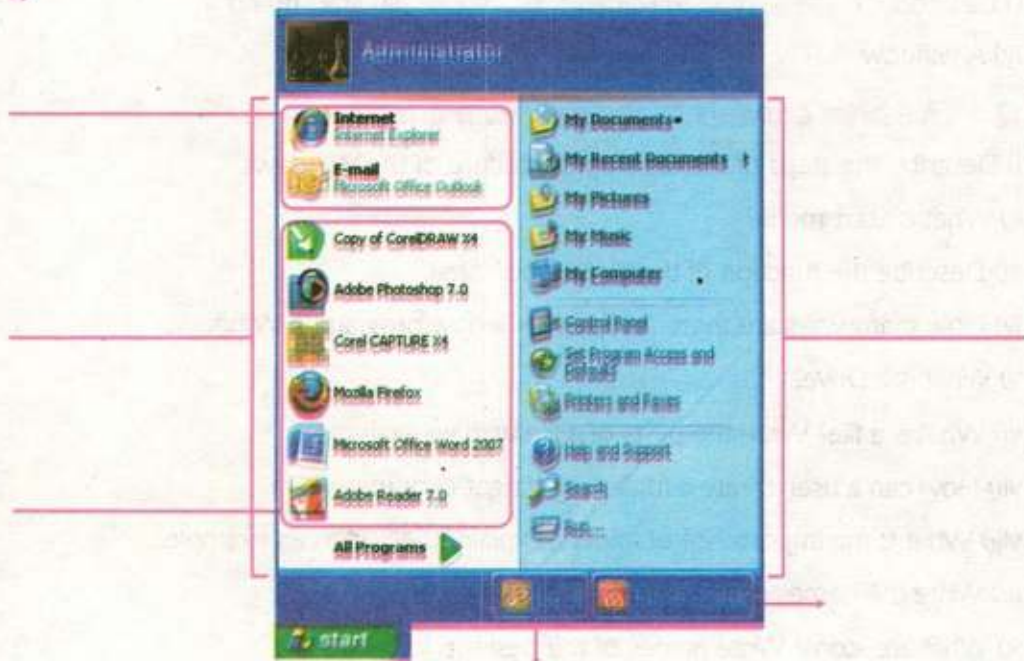 Administrator
Internet
Internet Explorer
E-mail
Microsoft Office Outlook
Copy of CorelDRAW X4
Adobe Photoshop 7.0
Corel CAPTURE X4
Mozilla Firefox
Microsoft Office Word 2007
Adobe Reader 7.0
All Programs
My Documents
My Recent Documents
My Pictures
My Music
My Computer
Control Panel
Set Program Access and
Defaults
Printers and Faxes
Help and Support
Search
Run...
start